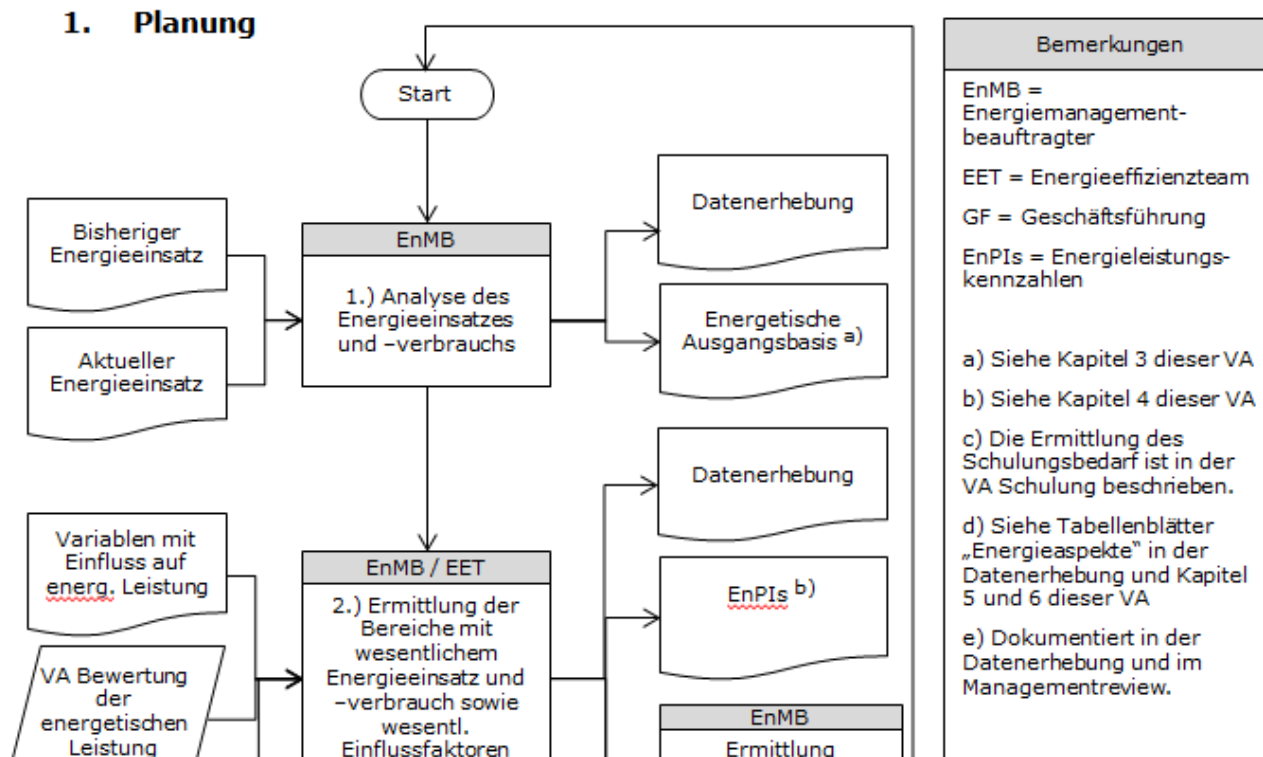 1. Planung
Start
Bisheriger
Energieeinsatz
Aktueller
Energieeinsatz
EnMB
1.) Analyse des
Energieeinsatzes
und –verbrauchs
Datenerhebung
Energetische
Ausgangsbasis a)
Variablen mit
Einfluss auf
energ. Leistung
VA Bewertung
der
energetischen
Leistung
EnMB / EET
2.) Ermittlung der
Bereiche mit
wesentlichem
Energieeinsatz und
–verbrauch sowie
wesentl.
Einflussfaktoren
Datenerhebung
EnPIs b)
EnMB
Ermittlung
Bemerkungen
EnMB =
Energiemanagement-
beauftragter
EET = Energieeffizienzteam
GF = Geschäftsführung
EnPIs = Energieleistungs-
kennzahlen
a) Siehe Kapitel 3 dieser VA
b) Siehe Kapitel 4 dieser VA
c) Die Ermittlung des
Schulungsbedarf ist in der
VA Schulung beschrieben.
d) Siehe Tabellenblätter
„Energieaspekte“ in der
Datenerhebung und Kapitel
5 und 6 dieser VA
e) Dokumentiert in der
Datenerhebung und im
Managementreview.